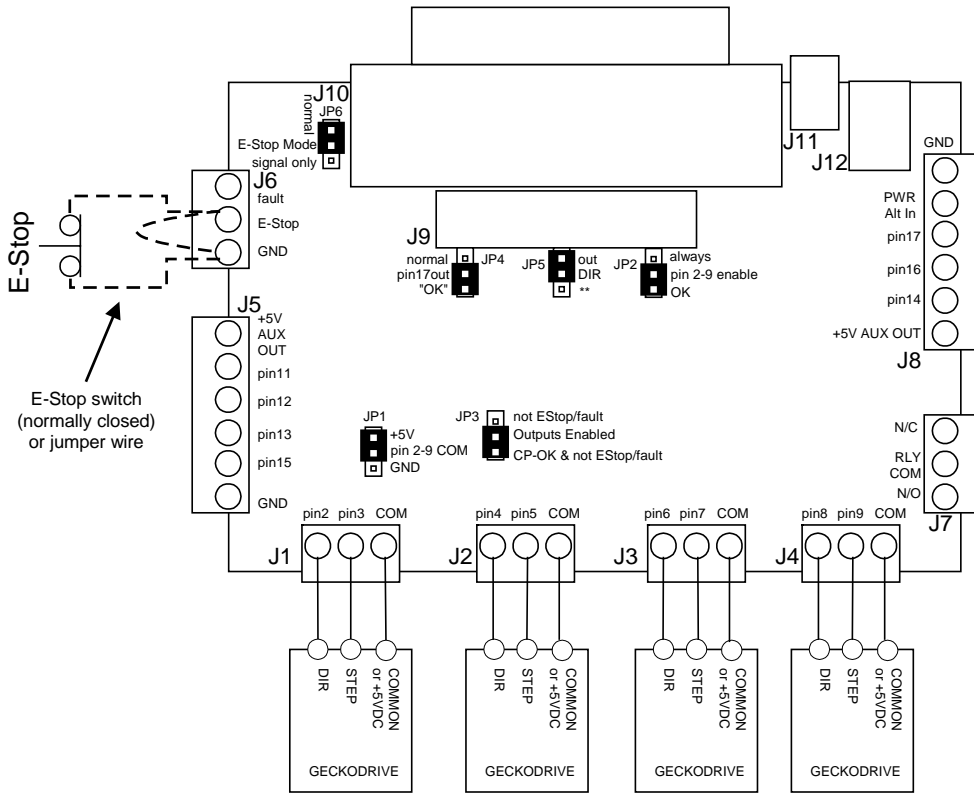 J10
normal
JP6
E-Stop Mode
signal only
J11
J12
J6
fault
E-Stop
GND
E-Stop
J9
normal
JP4
pin17out
"OK"
JP5
out
DIR
**
JP2
always
pin 2-9 enable
OK
GND
PWR
Alt In
pin17
pin16
pin14
+5V AUX OUT
J8
J5
+5V
AUX
OUT
pin11
pin12
pin13
pin15
GND
E-Stop switch
(normally closed)
or jumper wire
JP1
+5V
pin 2-9 COM
GND
JP3
not EStop/fault
Outputs Enabled
CP-OK & not EStop/fault
N/C
RLY
COM
N/O
J7
pin2 pin3 COM
J1
pin4 pin5 COM
J2
pin6 pin7 COM
J3
pin8 pin9 COM
J4
DIR
STEP
COMMON
or +5VDC
GECKODRIVE
DIR
STEP
COMMON
or +5VDC
GECKODRIVE
DIR
STEP
COMMON
or +5VDC
GECKODRIVE
DIR
STEP
COMMON
or +5VDC
GECKODRIVE